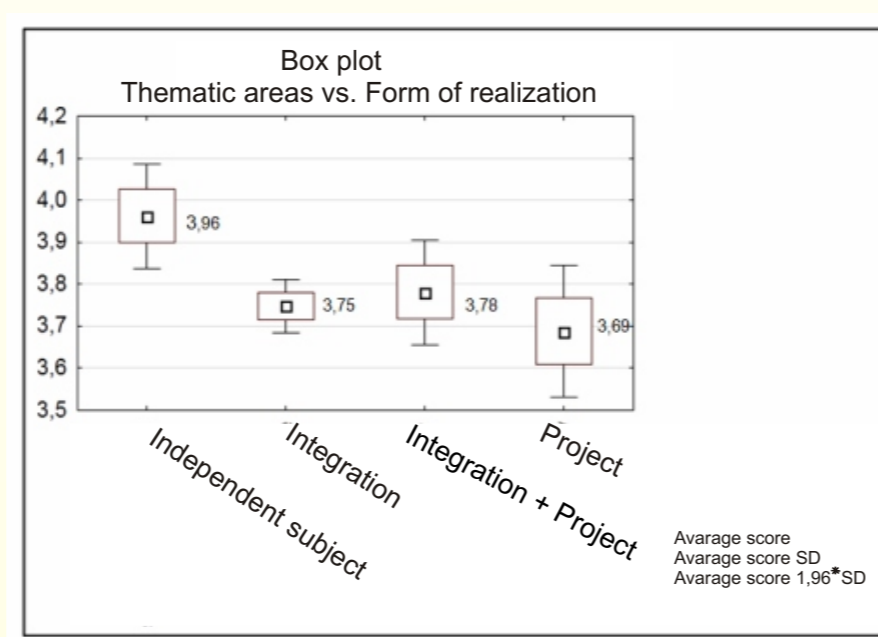 Box plot
Thematic areas vs. Form of realization
4,2
4,1
4,0
3,9
3,8
3,7
3,6
3,5
3,96
3,75
3,78
3,69
Independent subject
Integration
Integration + Project
Project
Avarage score
Avarage score SD
Avarage score 1,96*SD